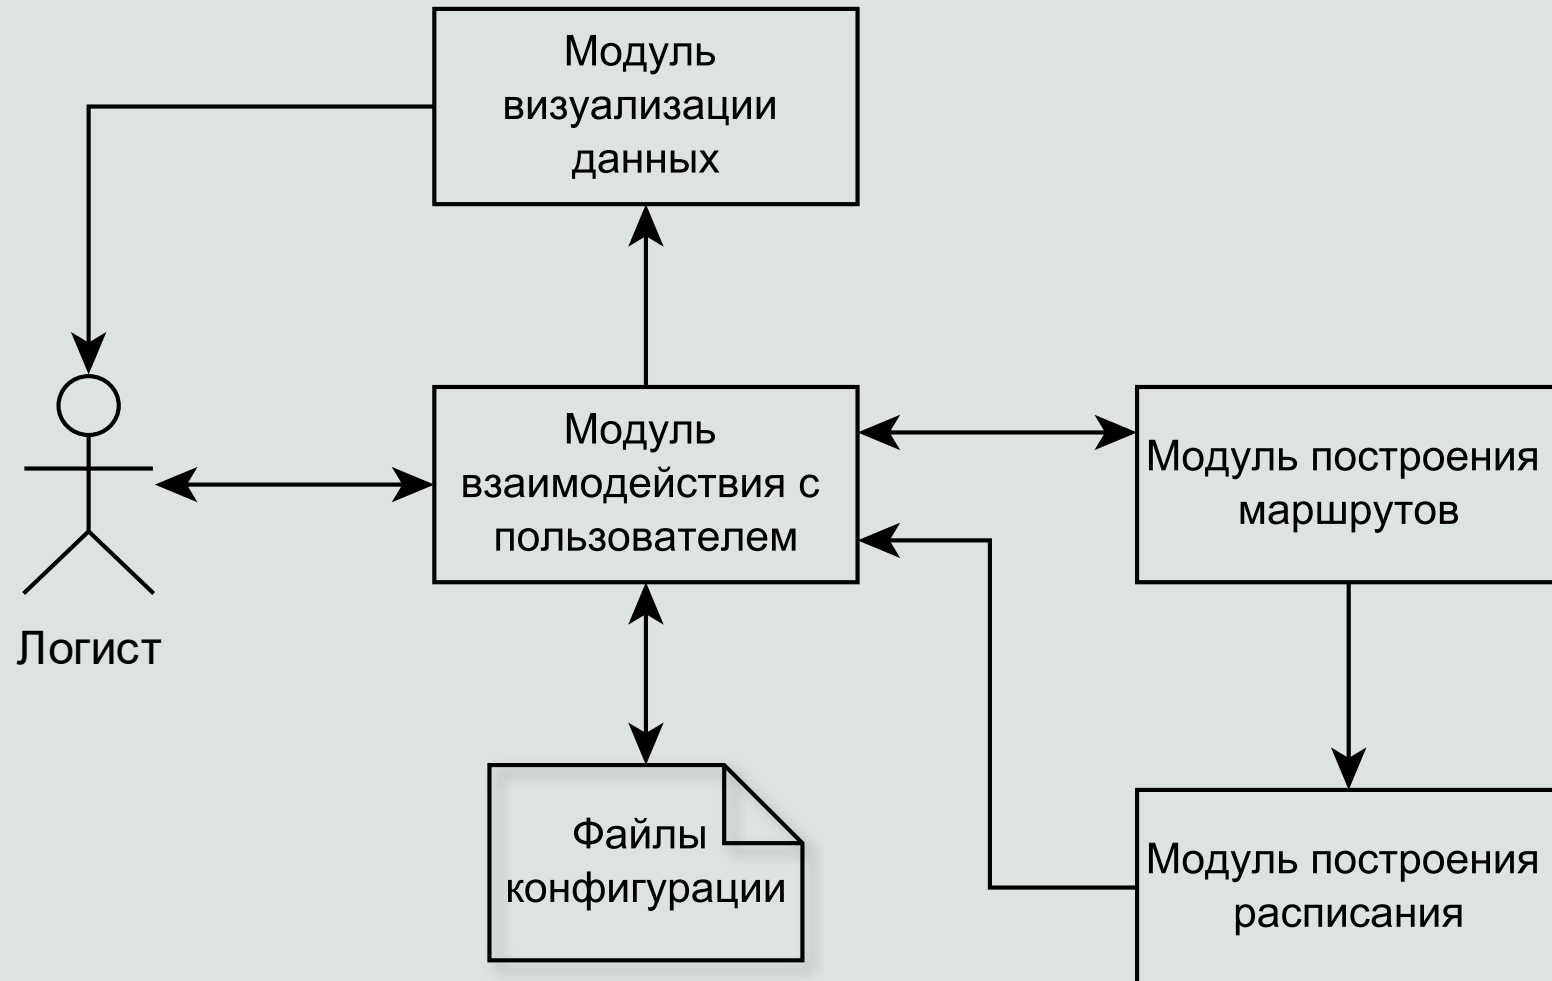 Модуль
визуализации
данных
Модуль
взаимодействия с
пользователем
Модуль построения
маршрутов
Логист
Файлы
конфигурации
Модуль построения
расписания